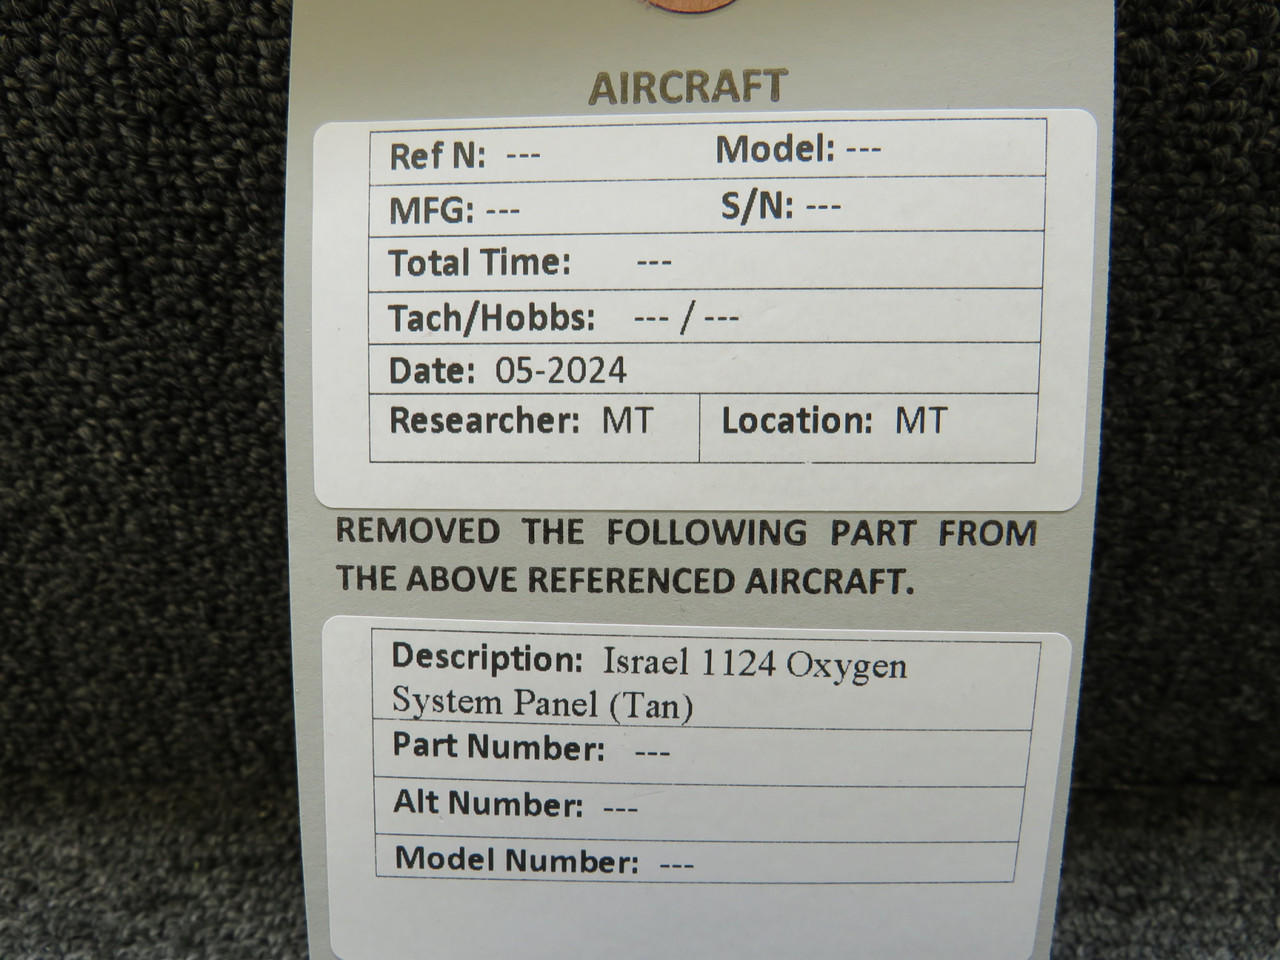 AIRCRAFT
Ref N: --- Model: ---
MFG: --- S/N: ---
Total Time: ---
Tach/Hobbs: --- / ---
Date: 05-2024
Researcher: MT Location: MT
REMOVED THE FOLLOWING PART FROM
THE ABOVE REFERENCED AIRCRAFT.
Description: Israel 1124 Oxygen
System Panel (Tan)
Part Number: ---
Alt Number: ---
Model Number: ---